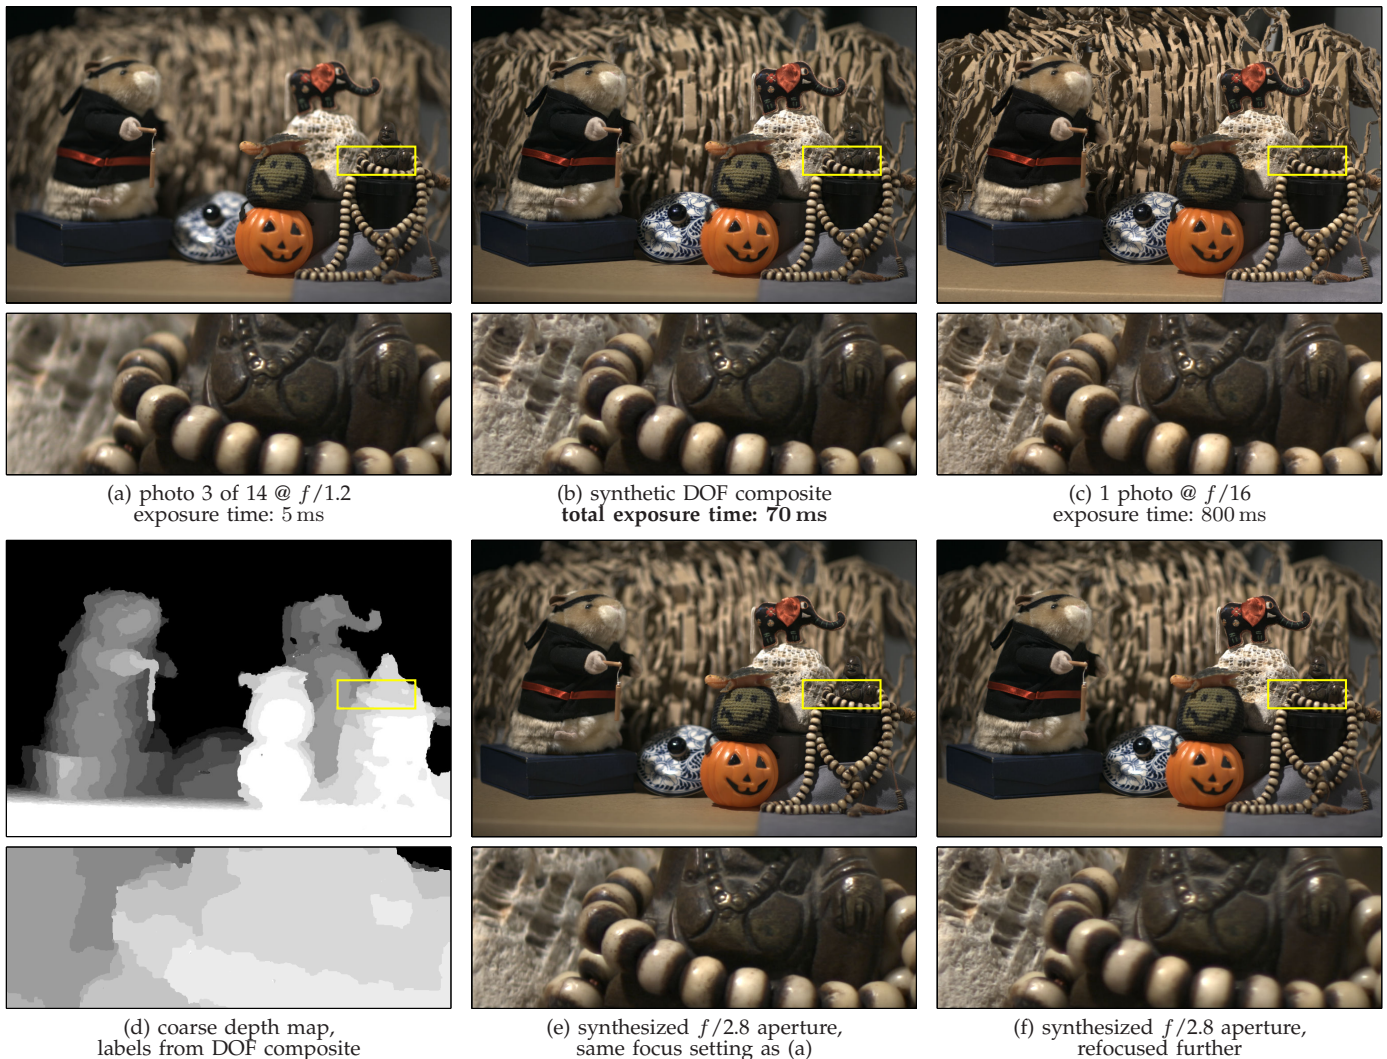 (a) photo 3 of 14 @ f/1.2
exposure time: 5 ms
(b) synthetic DOF composite
total exposure time: 70 ms
(c) 1 photo @ f/16
exposure time: 800 ms
(d) coarse depth map,
labels from DOF composite
(e) synthesized f/2.8 aperture,
same focus setting as (a)
(f) synthesized f/2.8 aperture,
refocused further